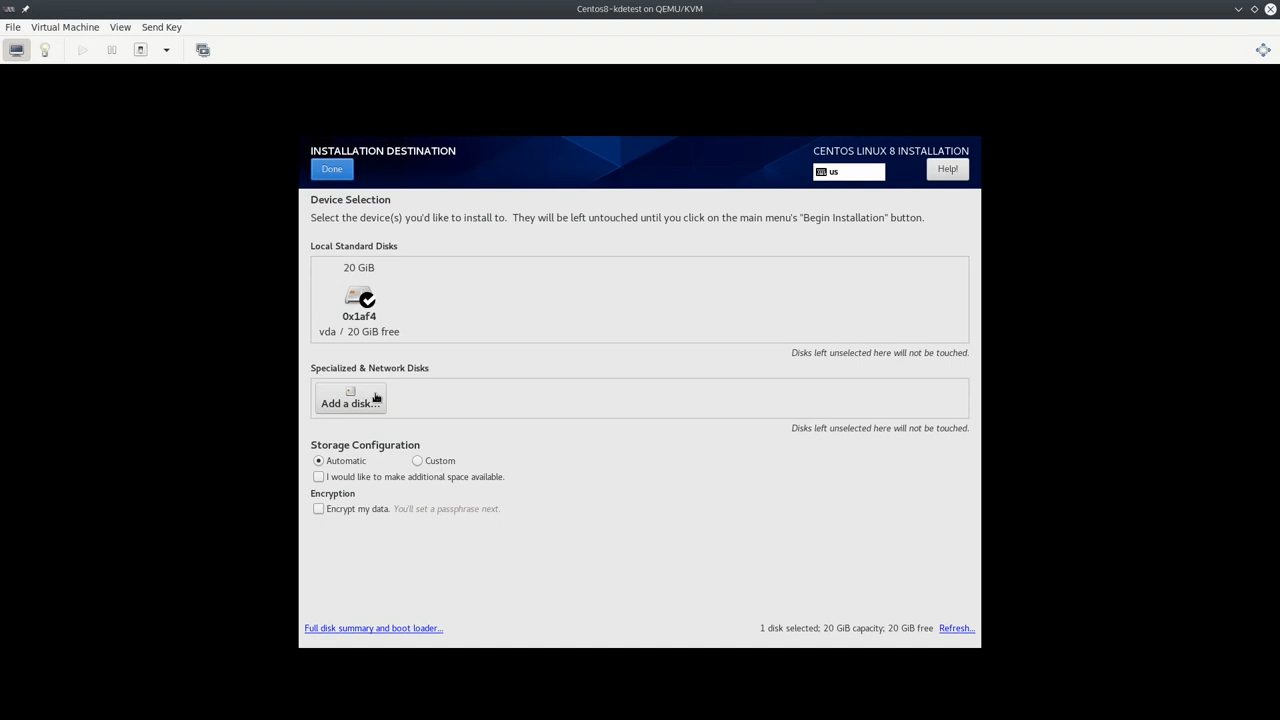 Centos8-kdetest on QEMU/KVM
File Virtual Machine View Send Key
INSTALLATION DESTINATION
CENTOS LINUX 8 INSTALLATION
Done
us
Help!
Device Selection
Select the device(s) you'd like to install to. They will be left untouched until you click on the main menu's "Begin Installation" button.
Local Standard Disks
20 GiB
0x1af4
vda / 20 GiB free
Disks left unselected here will not be touched.
Specialized & Network Disks
Add a disk...
Disks left unselected here will not be touched.
Storage Configuration
Automatic Custom
I would like to make additional space available.
Encryption
Encrypt my data. You'll set a passphrase next.
Full disk summary and boot loader...
1 disk selected; 20 GiB capacity; 20 GiB free Refresh...